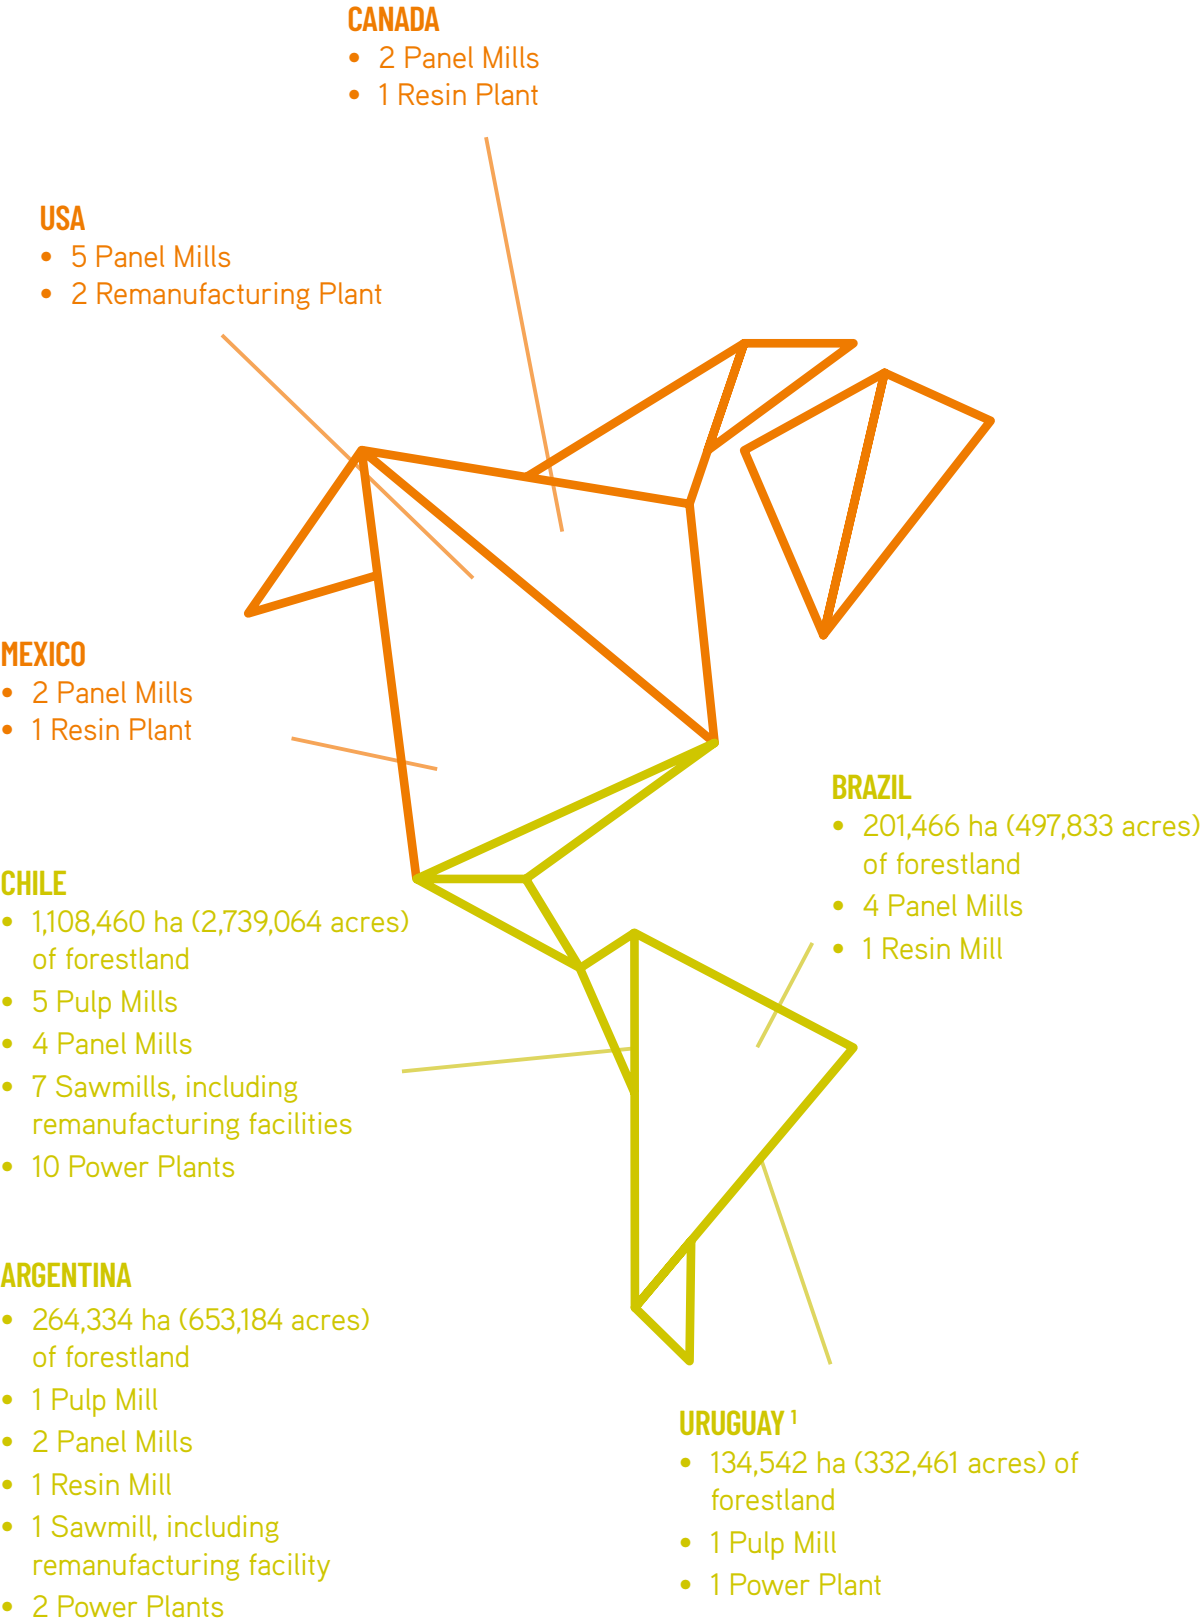 CANADA
• 2 Panel Mills
• 1 Resin Plant
USA
• 5 Panel Mills
• 2 Remanufacturing Plant
MEXICO
• 2 Panel Mills
• 1 Resin Plant
BRAZIL
• 201,466 ha (497,833 acres)
of forestland
• 4 Panel Mills
• 1 Resin Mill
CHILE
• 1,108,460 ha (2,739,064 acres)
of forestland
• 5 Pulp Mills
• 4 Panel Mills
• 7 Sawmills, including
remanufacturing facilities
• 10 Power Plants
ARGENTINA
• 264,334 ha (653,184 acres)
of forestland
• 1 Pulp Mill
• 2 Panel Mills
• 1 Resin Mill
• 1 Sawmill, including
remanufacturing facility
• 2 Power Plants
URUGUAY 1
• 134,542 ha (332,461 acres) of
forestland
• 1 Pulp Mill
• 1 Power Plant